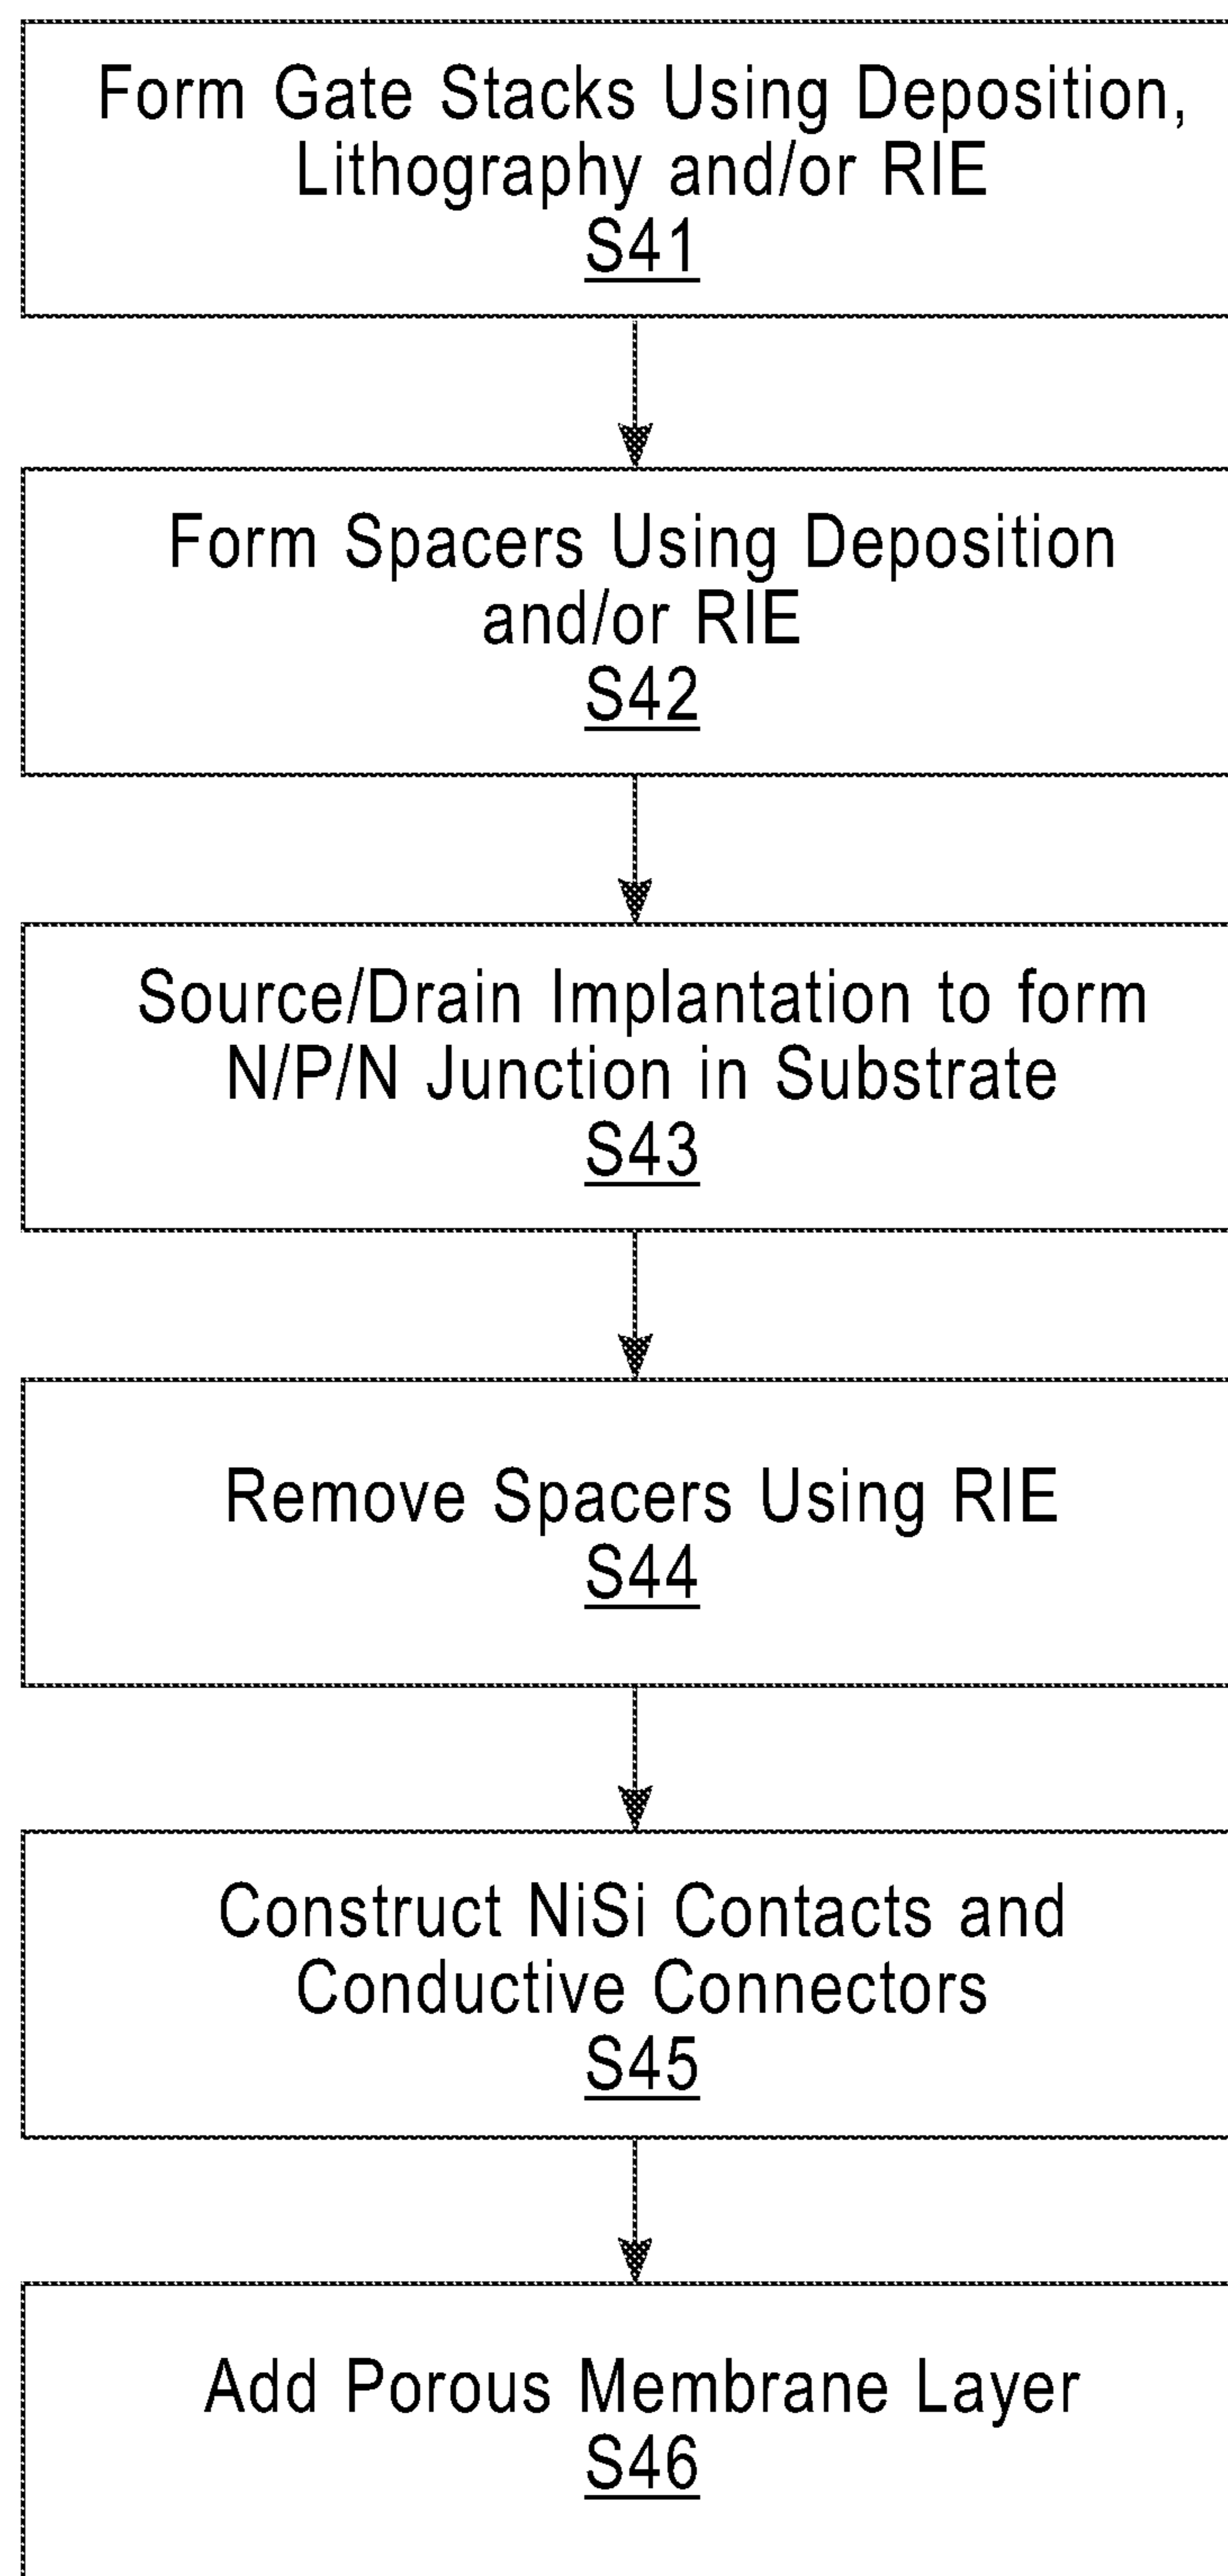 Form Gate Stacks Using Deposition,
Lithography and/or RIE
S41
Form Spacers Using Deposition
and/or RIE
S42
Source/Drain Implantation to form
N/P/N Junction in Substrate
S43
Remove Spacers Using RIE
S44
Construct NiSi Contacts and
Conductive Connectors
S45
Add Porous Membrane Layer
S46